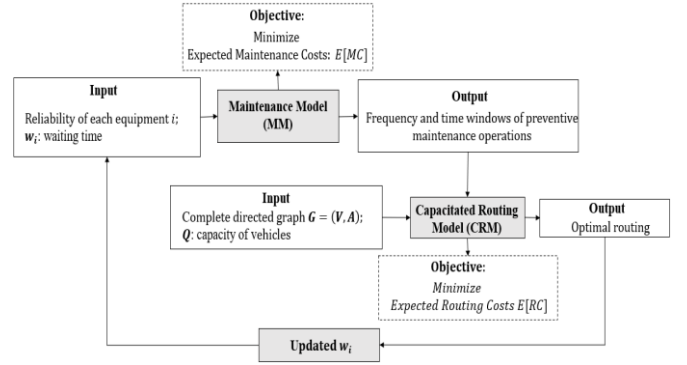 Objective:
Minimize
Expected Maintenance Costs: E[MC]
Input
Reliability of each equipment i;
wᵢ: waiting time
Maintenance Model
(MM)
Output
Frequency and time windows of preventive
maintenance operations
Input
Complete directed graph G = (V, A);
Q: capacity of vehicles
Capacitated Routing
Model (CRM)
Output
Optimal routing
Objective:
Minimize
Expected Routing Costs E[RC]
Updated wᵢ